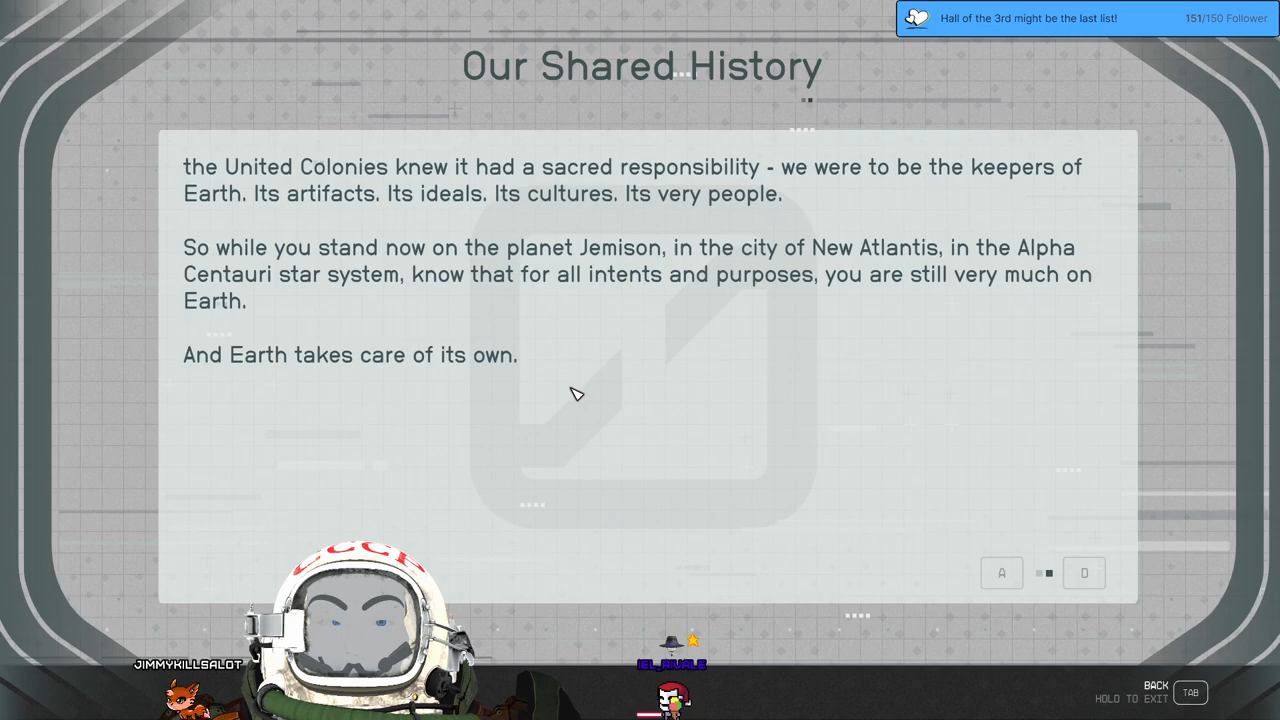 Hall of the 3rd might be the last list! 151/150 Follower
Our Shared History
the United Colonies knew it had a sacred responsibility - we were to be the keepers of
Earth. Its artifacts. Its ideals. Its cultures. Its very people.
So while you stand now on the planet Jemison, in the city of New Atlantis, in the Alpha
Centauri star system, know that for all intents and purposes, you are still very much on
Earth.
And Earth takes care of its own.
A D
CCCP
JIMMYKILLSALOT
IEL_RIVALE
BACK TAB
HOLD TO EXIT